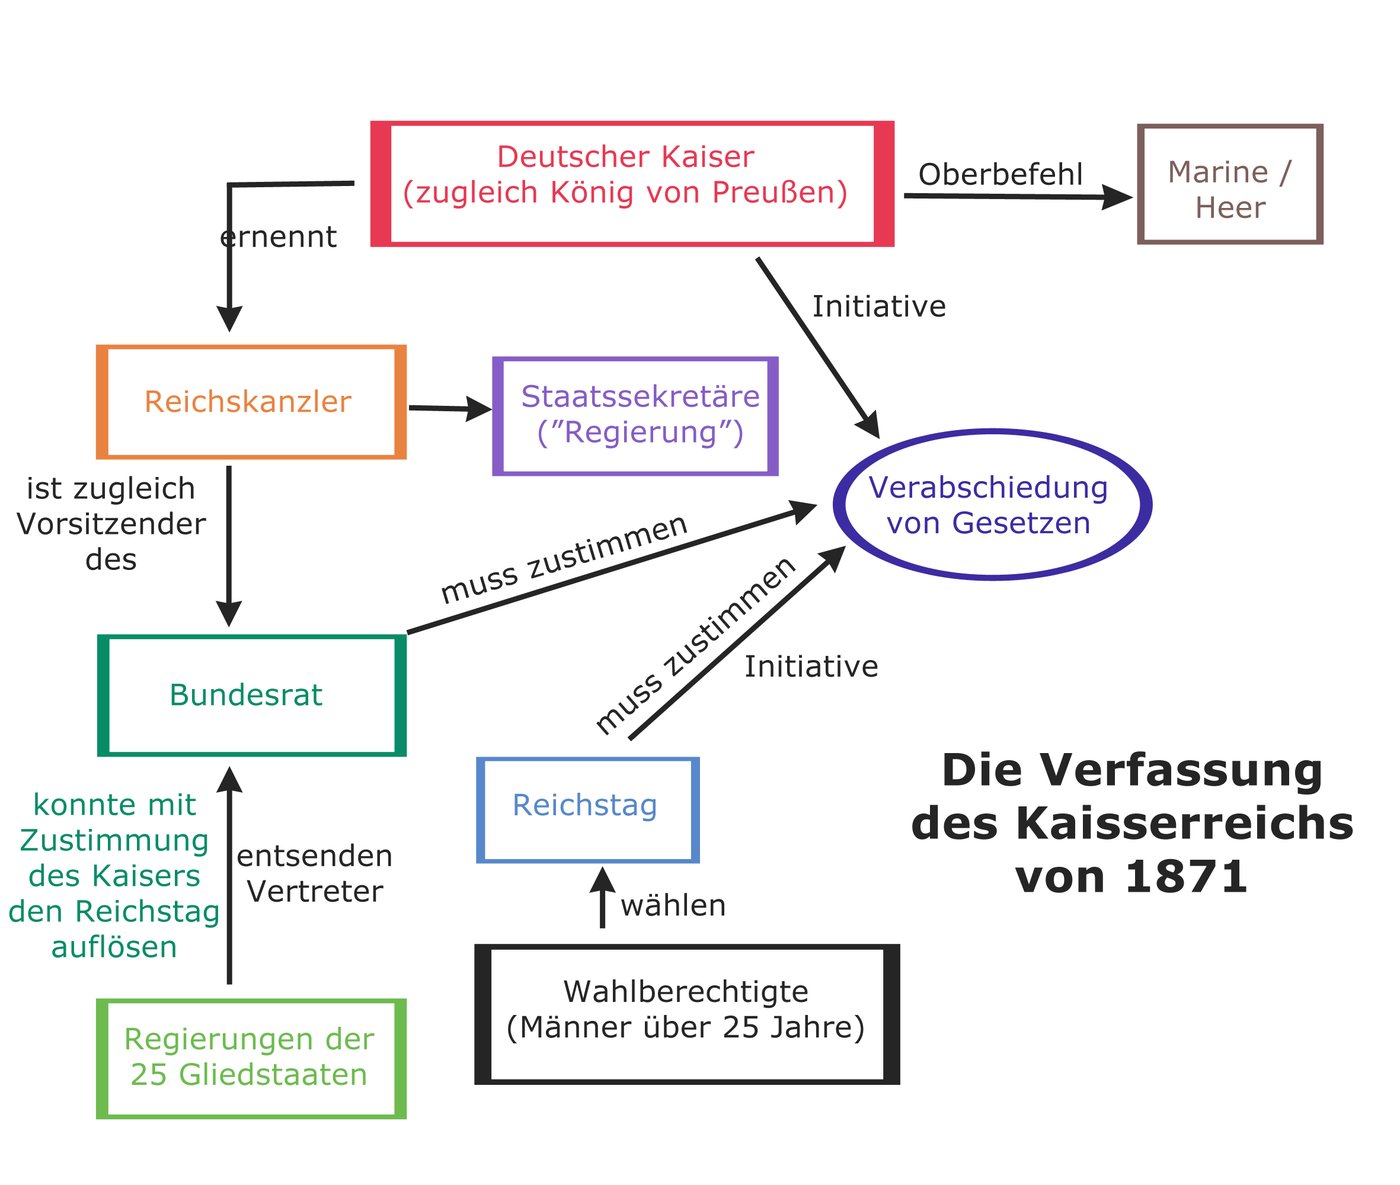 Deutscher Kaiser
(zugleich König von Preußen)
Oberbefehl
Marine /
Heer
ernennt
Initiative
Reichskanzler
Staatssekretäre
(”Regierung”)
ist zugleich
Vorsitzender
des
Verabschiedung
von Gesetzen
muss zustimmen
muss zustimmen
Initiative
Bundesrat
Reichstag
Die Verfassung
des Kaisserreichs
von 1871
konnte mit
Zustimmung
des Kaisers
den Reichstag
auflösen
entsenden
Vertreter
wählen
Wahlberechtigte
(Männer über 25 Jahre)
Regierungen der
25 Gliedstaaten